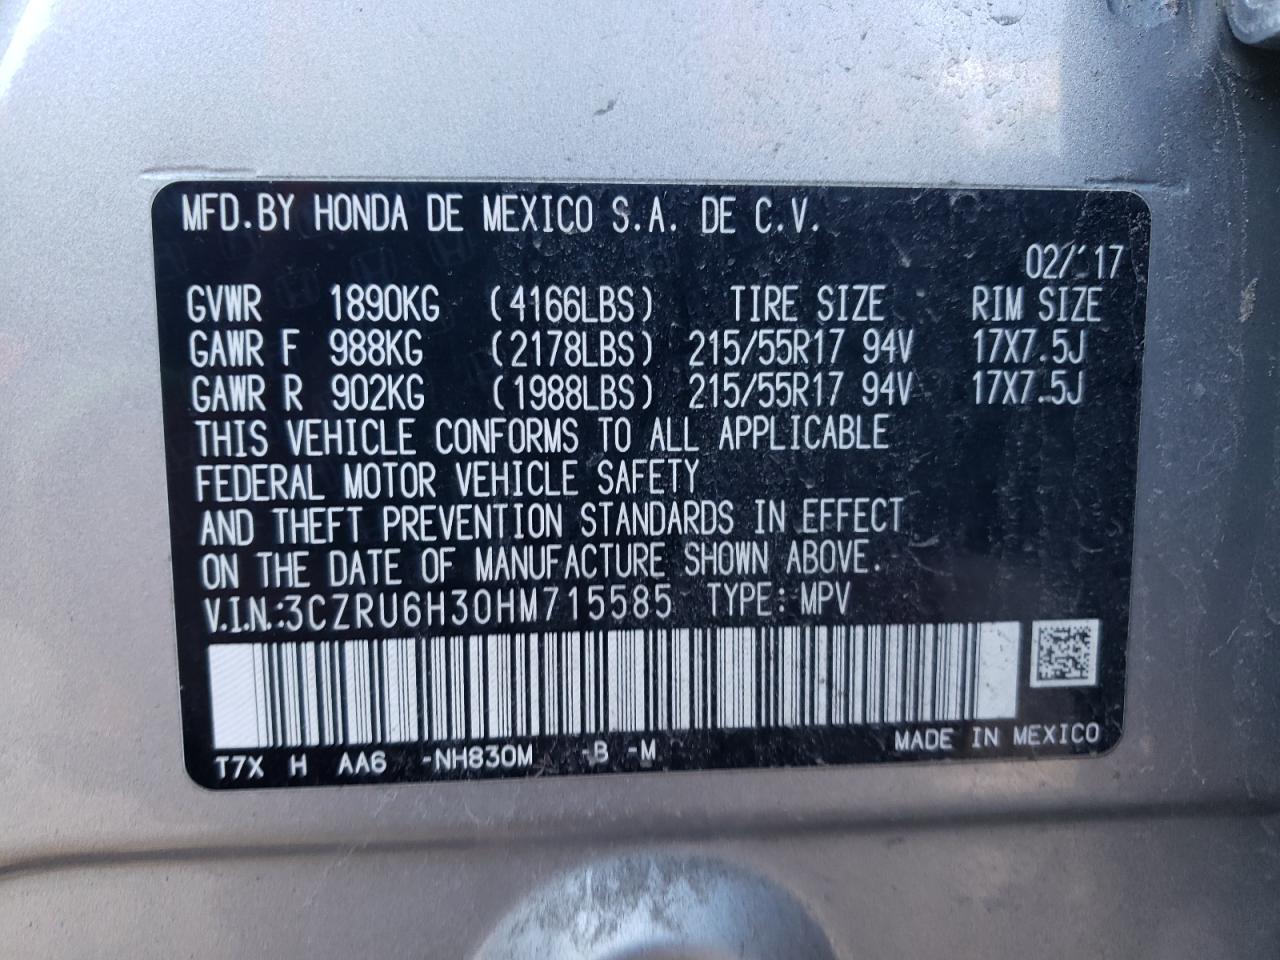 MFD.BY HONDA DE MEXICO S.A. DE C.V.
02/17
GVWR 1890KG (4166LBS) TIRE SIZE RIM SIZE
GAWR F 988KG (2178LBS) 215/55R17 94V 17X7.5J
GAWR R 902KG (1988LBS) 215/55R17 94V 17X7.5J
THIS VEHICLE CONFORMS TO ALL APPLICABLE
FEDERAL MOTOR VEHICLE SAFETY
AND THEFT PREVENTION STANDARDS IN EFFECT
ON THE DATE OF MANUFACTURE SHOWN ABOVE.
V.I.N.:3CZRU6H30HM715585 TYPE:MPV
T7X H AA6 -NH830M -B -M MADE IN MEXICO